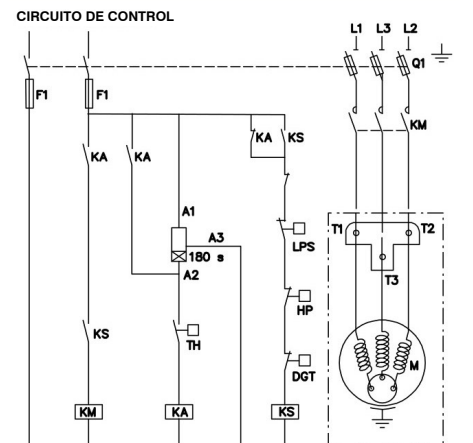 CIRCUITO DE CONTROL
L1 L3 L2
Q1
F1 F1
KM
KA KS
KA KA
A1
T1 T2
A3
LPS
180 s
A2
T3
HP
KS
TH
M
DGT
KM KA KS